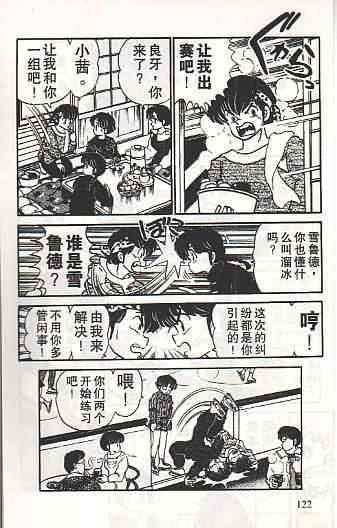 让我出
赛吧！
良牙，你
来了？
小茜。
让我和你
一组吧！
雪鲁德，
你也懂什
么叫溜冰
吗？
谁是雪
鲁德？
哼！
这次的纠
纷都是你
引起的！
由我来
解决！
不用你多
管闲事！
喂！
你们两个
开始练习
吧！
122